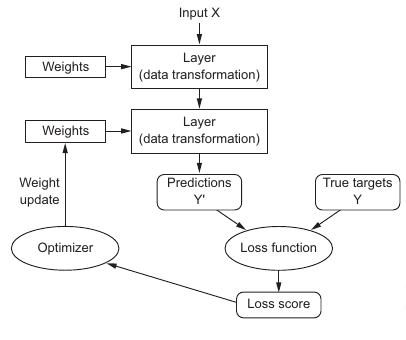 Input X
Layer
(data transformation)
Weights
Layer
(data transformation)
Weights
Weight
update
Predictions
Y'
True targets
Y
Optimizer
Loss function
Loss score